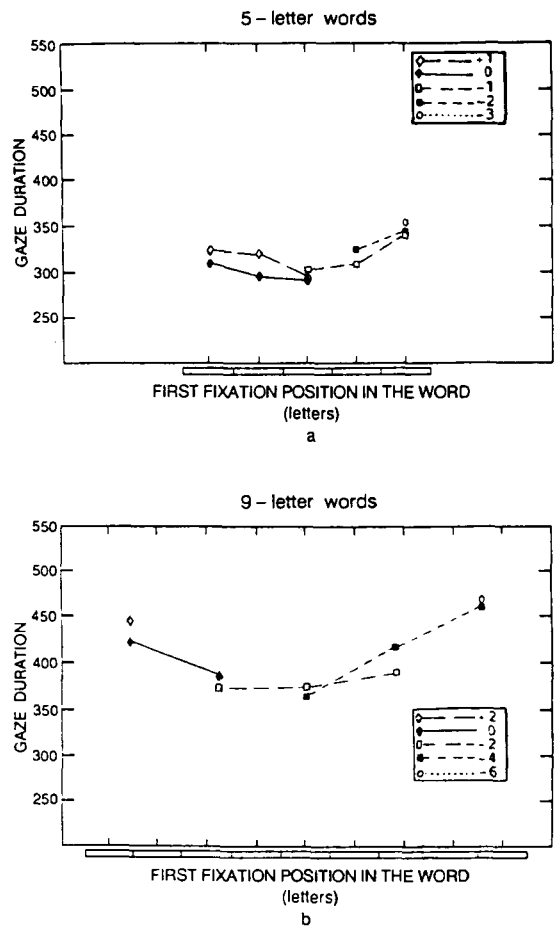 5 – letter words
550
500
450
400
350
300
250
GAZE DURATION
- 1
0
1
2
3
FIRST FIXATION POSITION IN THE WORD
(letters)
a
9 – letter words
550
500
450
400
350
300
250
GAZE DURATION
- 2
0
2
4
6
FIRST FIXATION POSITION IN THE WORD
(letters)
b